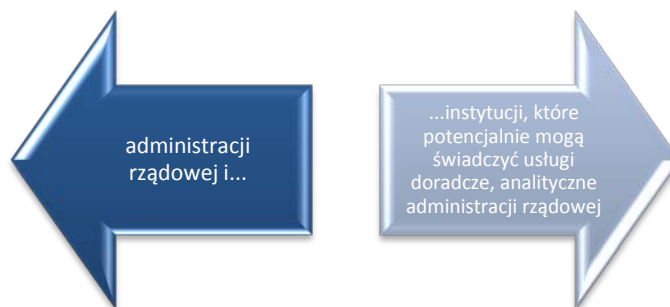 administracji
rządowej i...
...instytucji, które
potencjalnie mogą
świadczyć usługi
doradcze, analityczne
administracji rządowej